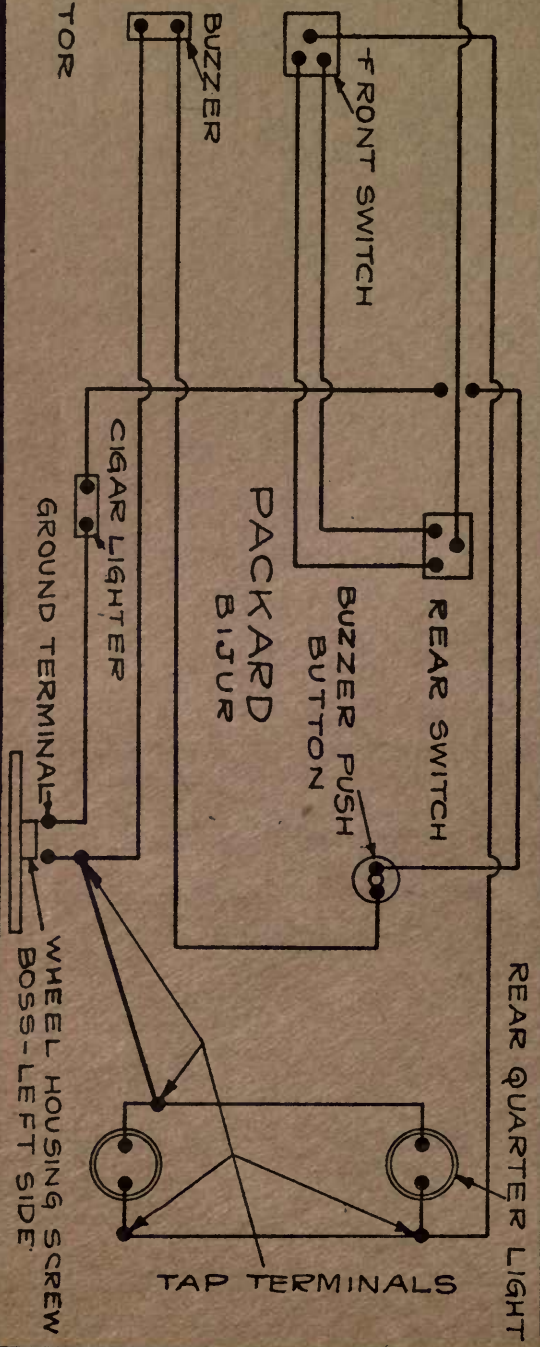 REAR QUARTER LIGHT
REAR SWITCH
FRONT SWITCH
BUZZER PUSH
BUTTON
PACKARD
BIJUR
BUZZER
TAP TERMINALS
CIGAR LIGHTER
TOR
GROUND TERMINAL
WHEEL HOUSING SCREW
BOSS-LEFT SIDE.